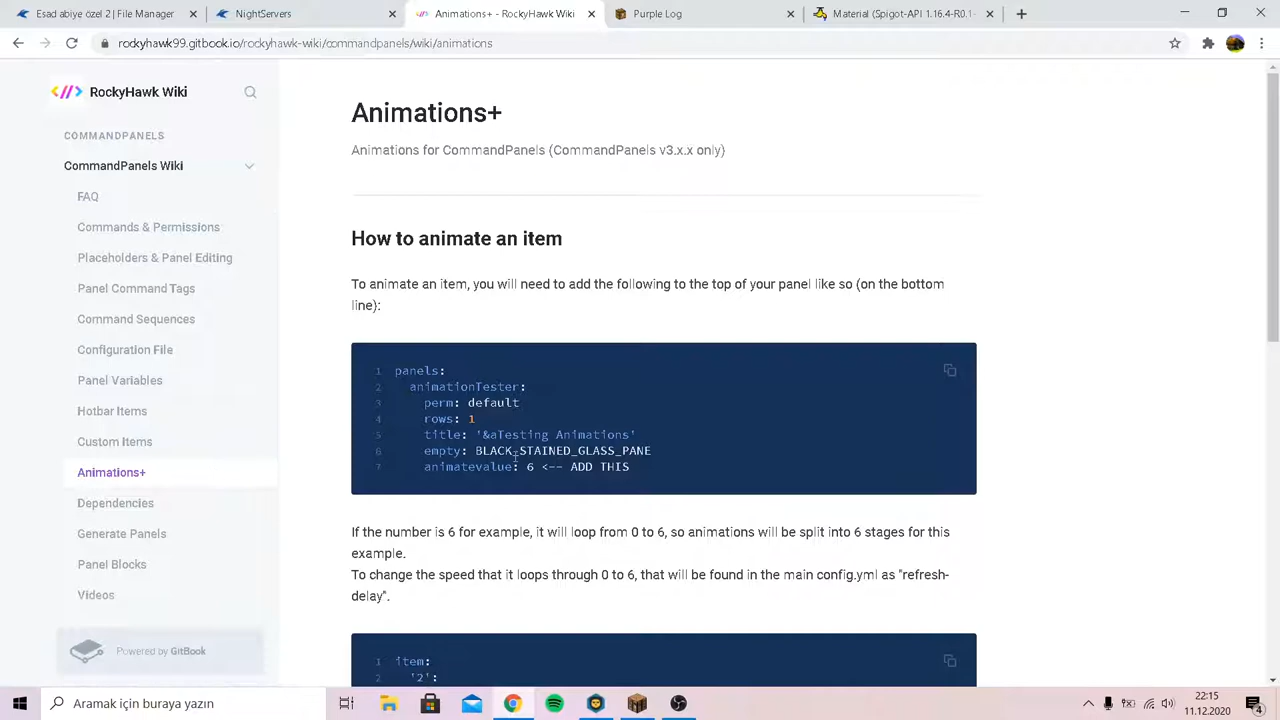 Esad abiye zel 2 File Manager
NightServers
Animations+ - RockyHawk Wiki
Purple Log
Material (Spigot-API 1.16.4-R0.1-
rockyhawk99.gitbook.io/rockyhawk-wiki/commandpanels/wiki/animations
RockyHawk Wiki
COMMANDPANELS
CommandPanels Wiki
FAQ
Commands & Permissions
Placeholders & Panel Editing
Panel Command Tags
Command Sequences
Configuration File
Panel Variables
Hotbar Items
Custom Items
Animations+
Dependencies
Generate Panels
Panel Blocks
Videos
Powered by GitBook
Animations+
Animations for CommandPanels (CommandPanels v3.x.x only)
How to animate an item
To animate an item, you will need to add the following to the top of your panel like so (on the bottom
line):
1 panels:
2 animationTester:
3 perm: default
4 rows: 1
5 title: '&aTesting Animations'
6 empty: BLACK_STAINED_GLASS_PANE
7 animatevalue: 6 <-- ADD THIS
If the number is 6 for example, it will loop from 0 to 6, so animations will be split into 6 stages for this
example.
To change the speed that it loops through 0 to 6, that will be found in the main config.yml as "refresh-
delay".
1 item:
2 '2':
Aramak için buraya yazın
22:15
11.12.2020
4